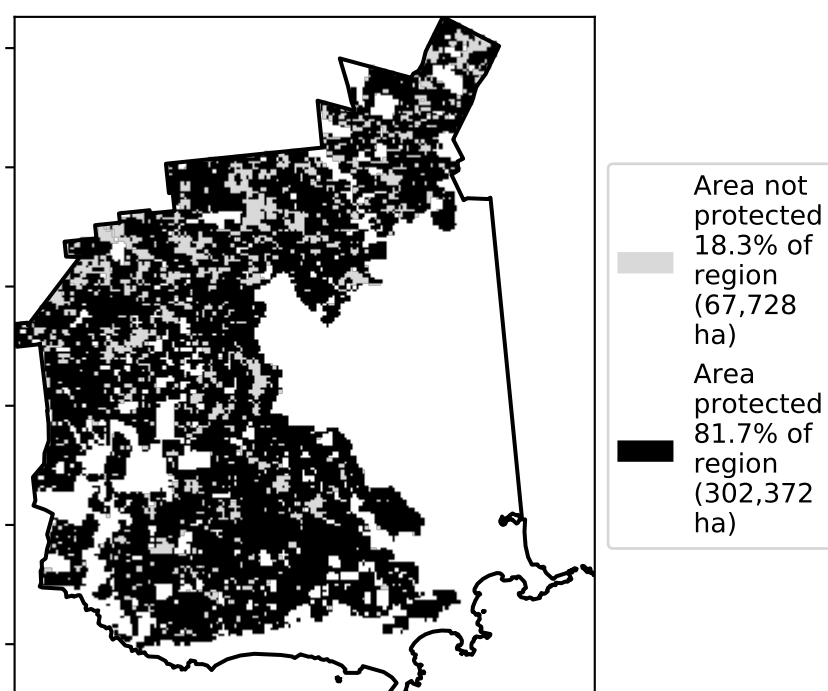 Area not
protected
18.3% of
region
(67,728
ha)
Area
protected
81.7% of
region
(302,372
ha)